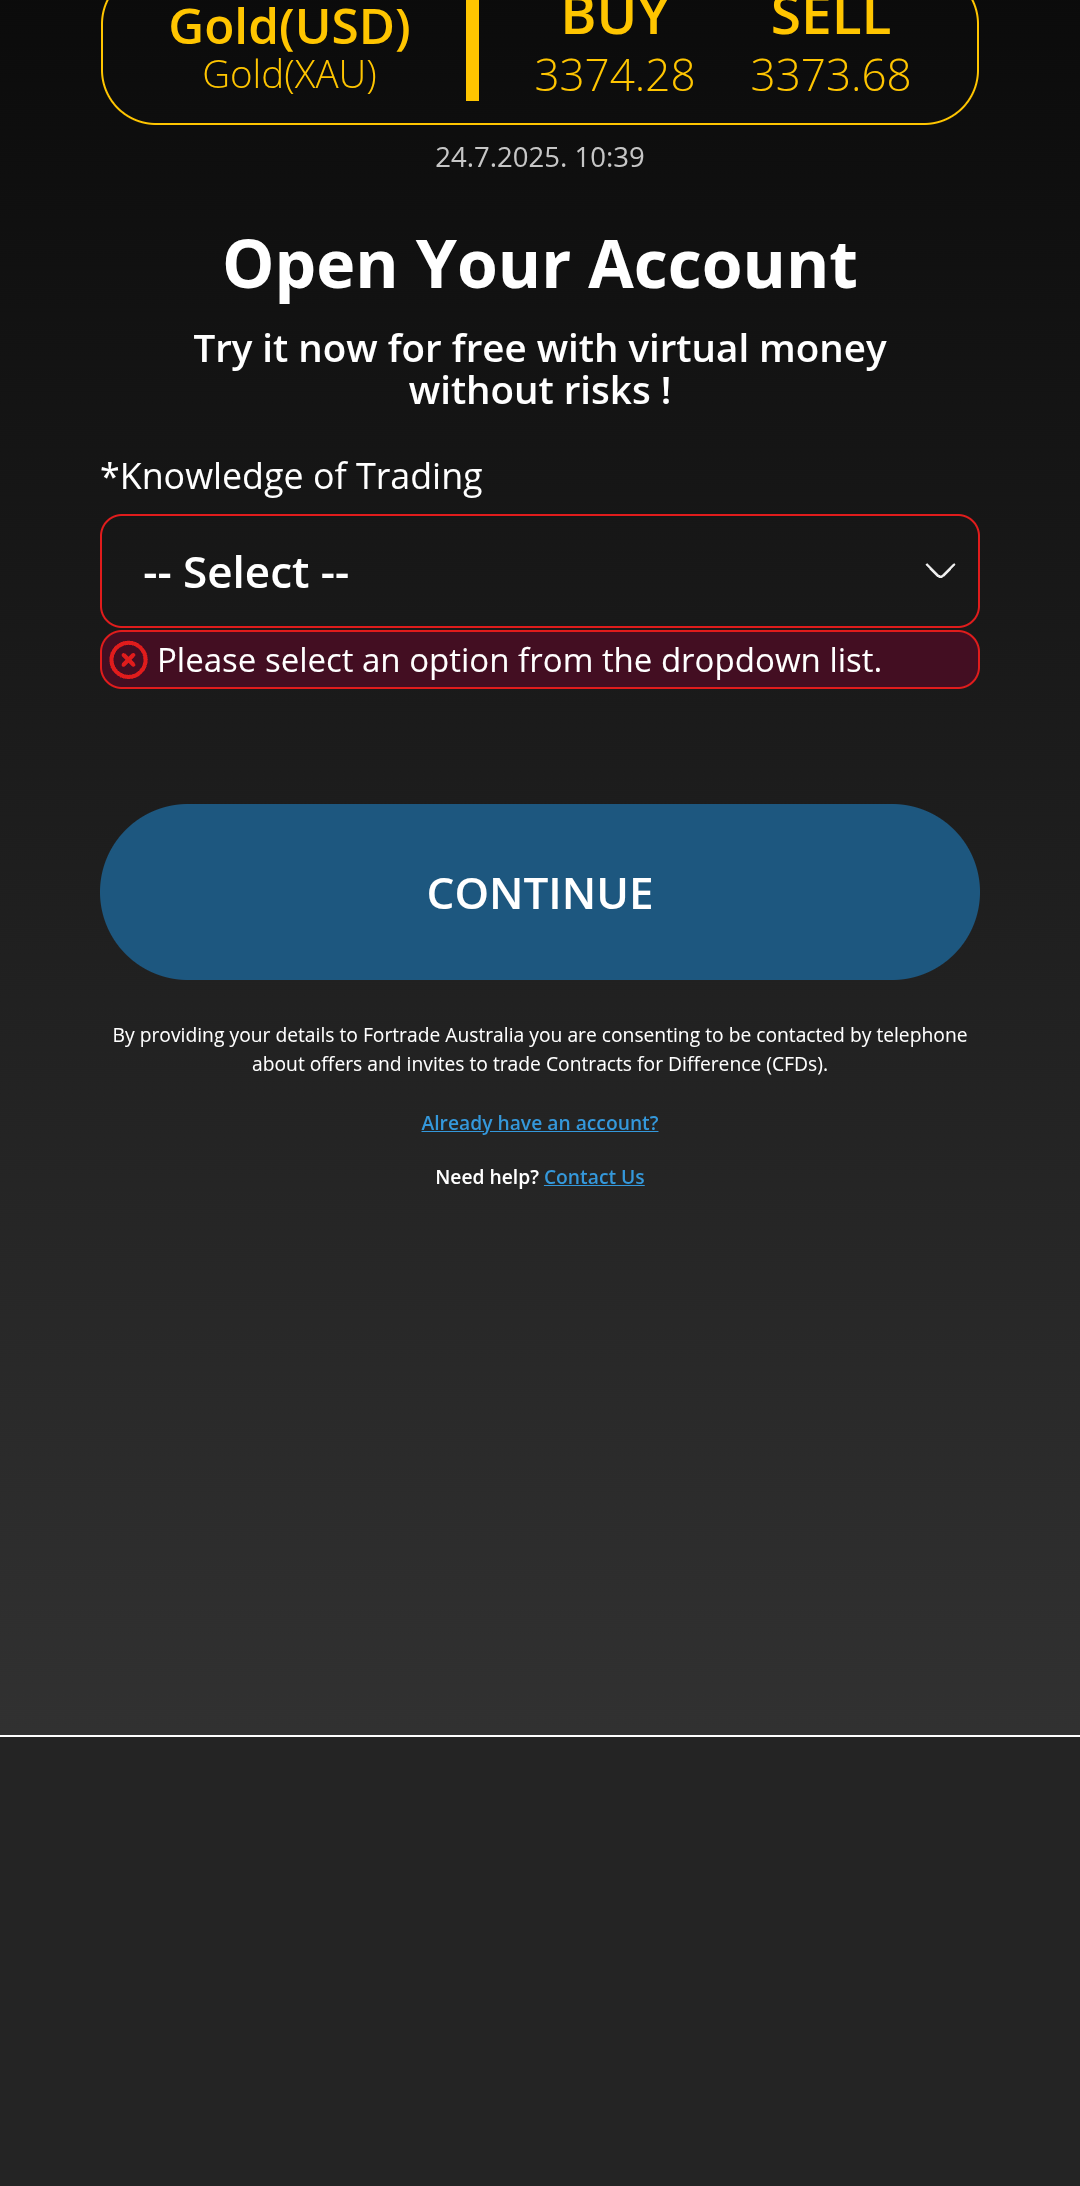 Gold(USD)
Gold(XAU)
BUY
3374.28
SELL
3373.68
24.7.2025. 10:39
Open Your Account
Try it now for free with virtual money
without risks !
*Knowledge of Trading
-- Select --
Please select an option from the dropdown list.
CONTINUE
By providing your details to Fortrade Australia you are consenting to be contacted by telephone
about offers and invites to trade Contracts for Difference (CFDs).
Already have an account?
Need help? Contact Us